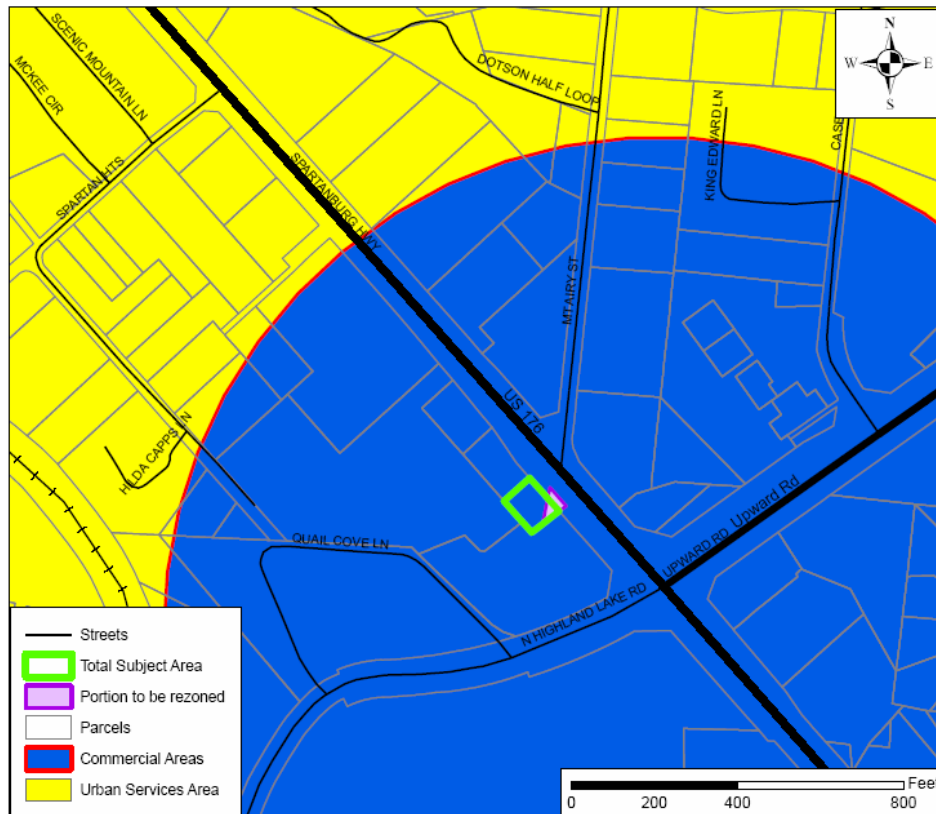 N
W E
S
SCENIC MOUNTAIN LN
MCKEE CIR
DOTSON HALF LOOP
KING EDWARD LN
CASE
SPARTANBURG HWY
SPARTAN HTS
MT AIRY ST
US 176
HILDA CAPPS LN
Upward Rd
UPWARD RD
QUAIL COVE LN
N HIGHLAND LAKE RD
Streets
Total Subject Area
Portion to be rezoned
Parcels
Commercial Areas
Urban Services Area
Feet
0 200 400 800